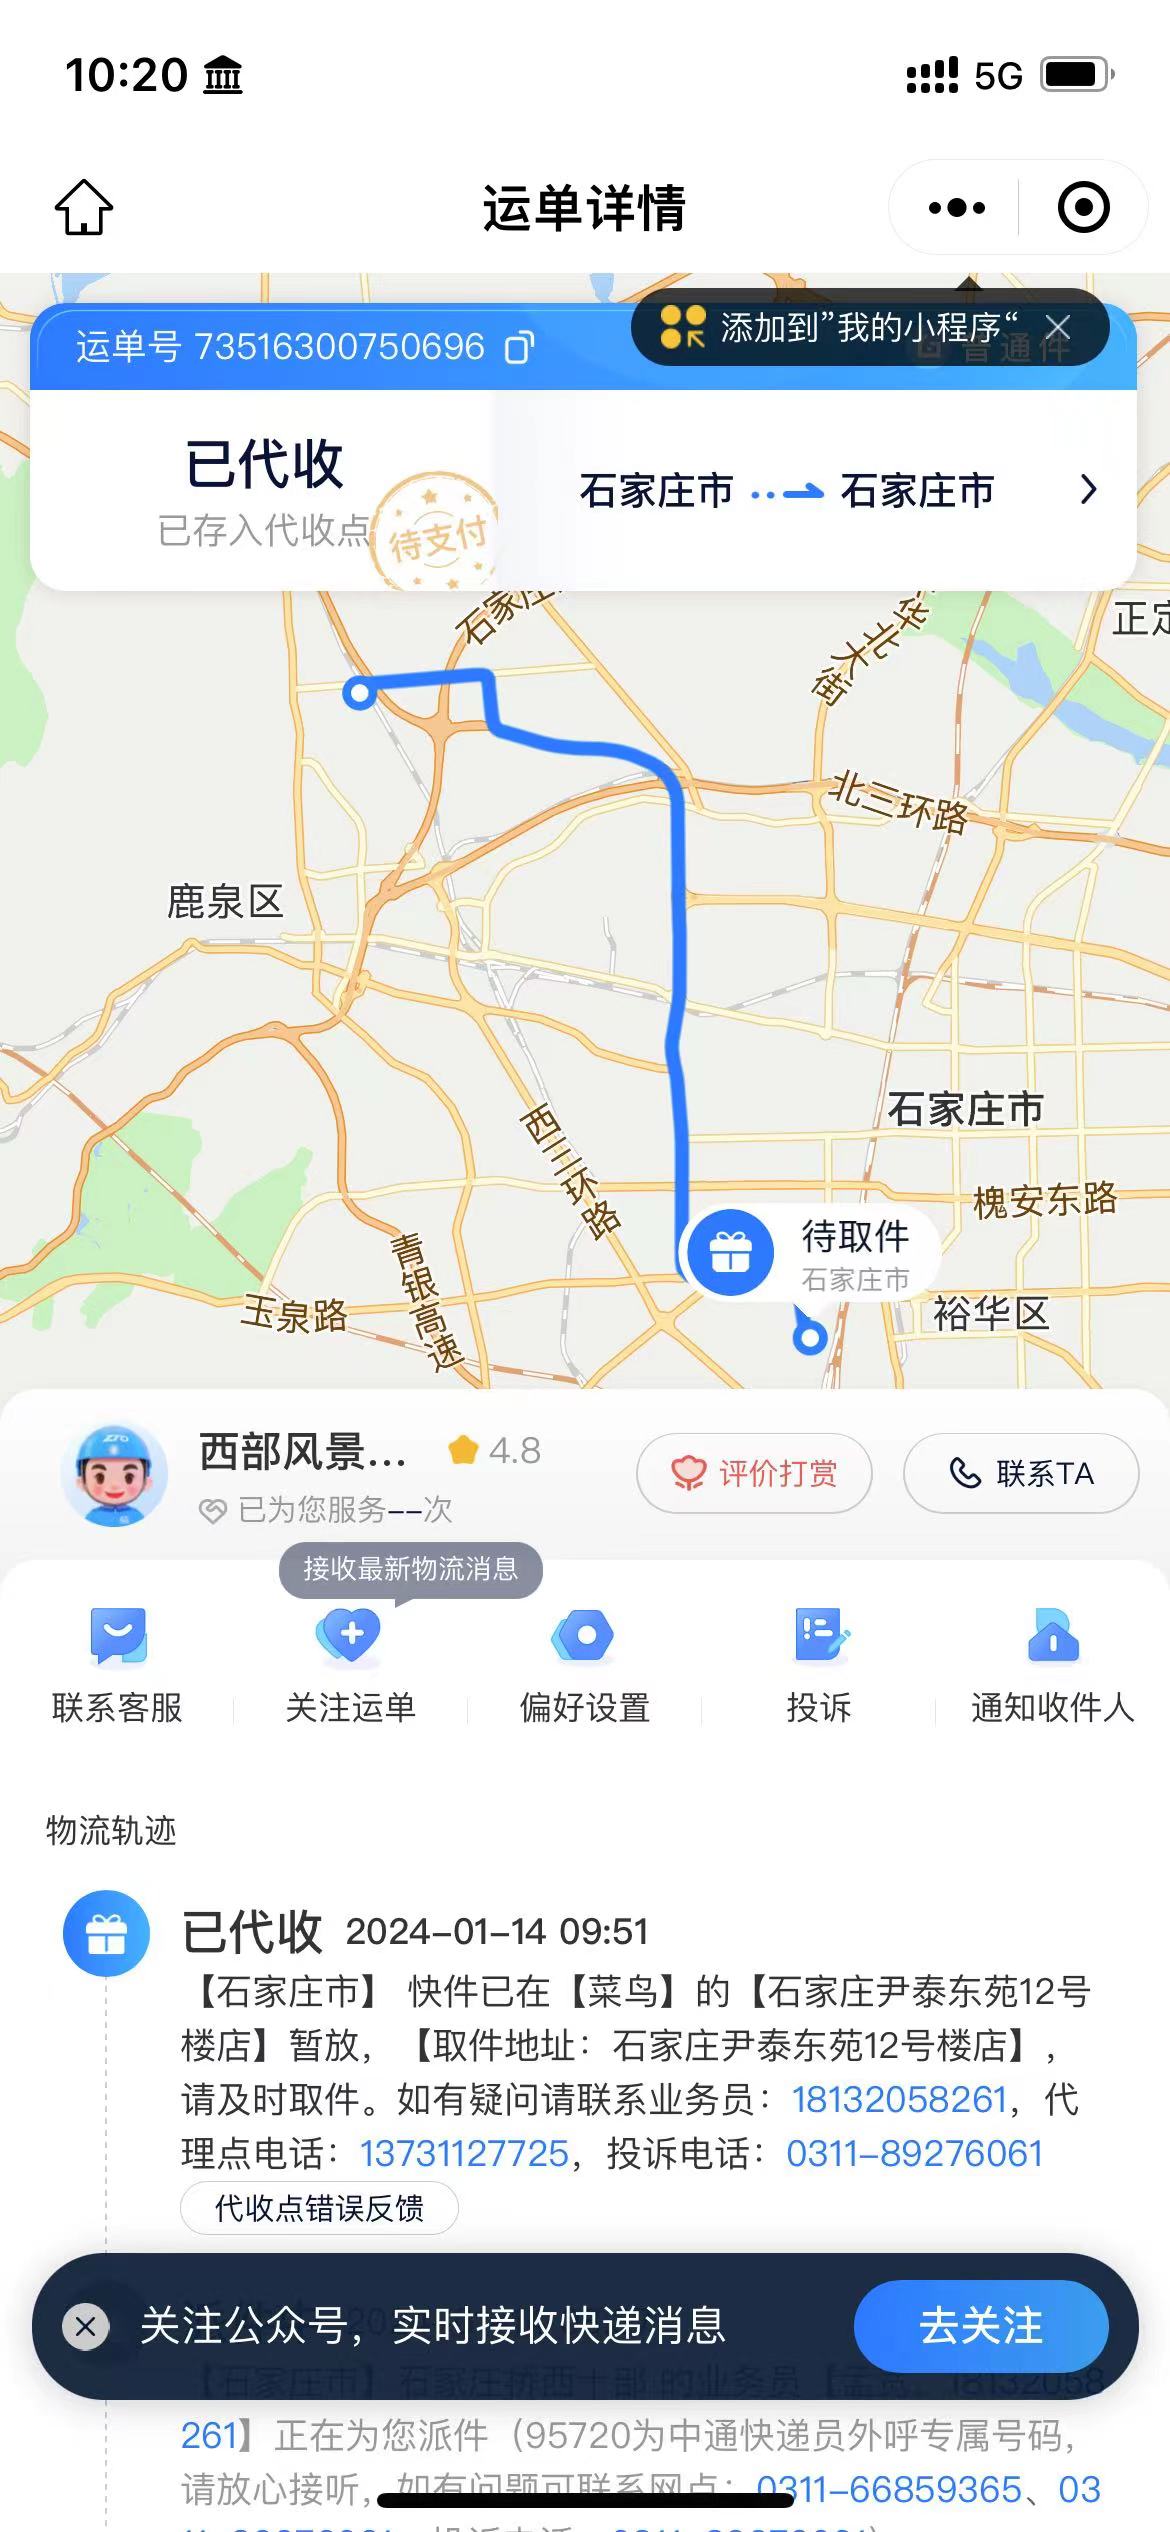 10:20
5G
运单详情
添加到”我的小程序“
运单号 73516300750696
普通件
已代收
已存入代收点
待支付
石家庄市
石家庄市
石家庄
华北大街
正定
北三环路
鹿泉区
石家庄市
西三环路
槐安东路
待取件
石家庄市
青银高速
玉泉路
裕华区
西部风景...
4.8
已为您服务--次
评价打赏
联系TA
接收最新物流消息
联系客服
关注运单
偏好设置
投诉
通知收件人
物流轨迹
已代收 2024-01-14 09:51
【石家庄市】 快件已在【菜鸟】的【石家庄尹泰东苑12号
楼店】暂放，【取件地址：石家庄尹泰东苑12号楼店】，
请及时取件。如有疑问请联系业务员：18132058261，代
理点电话：13731127725，投诉电话：0311-89276061
代收点错误反馈
关注公众号，实时接收快递消息
去关注
261】正在为您派件（95720为中通快递员外呼专属号码，
请放心接听，如有问题可联系网点：0311-66859365、03